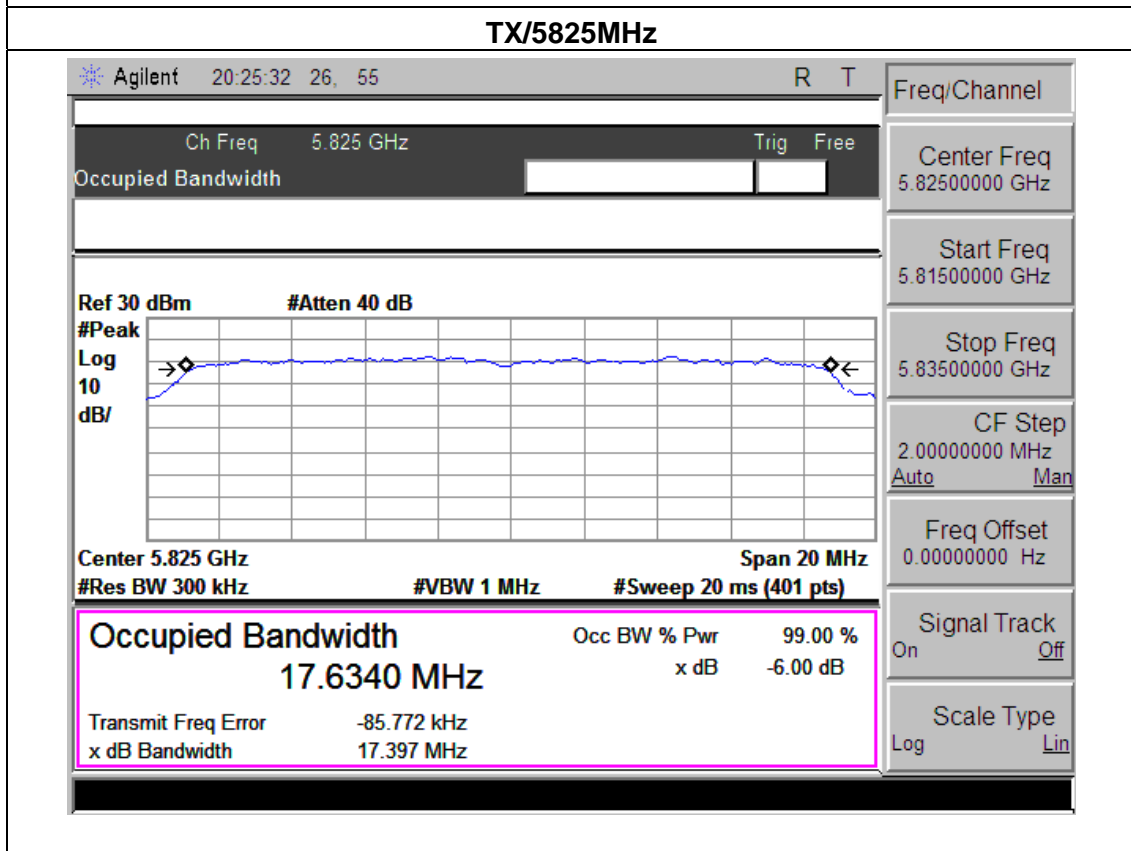 TX/5825MHz
Agilent 20:25:32 26, 55 R T
Ch Freq 5.825 GHz Trig Free
Occupied Bandwidth
Ref 30 dBm #Atten 40 dB
#Peak
Log
10
dB/
Center 5.825 GHz Span 20 MHz
#Res BW 300 kHz #VBW 1 MHz #Sweep 20 ms (401 pts)
Occupied Bandwidth
17.6340 MHz
Occ BW % Pwr 99.00 %
x dB -6.00 dB
Transmit Freq Error -85.772 kHz
x dB Bandwidth 17.397 MHz
Freq/Channel
Center Freq
5.82500000 GHz
Start Freq
5.81500000 GHz
Stop Freq
5.83500000 GHz
CF Step
2.00000000 MHz
Auto Man
Freq Offset
0.00000000 Hz
Signal Track
On Off
Scale Type
Log Lin